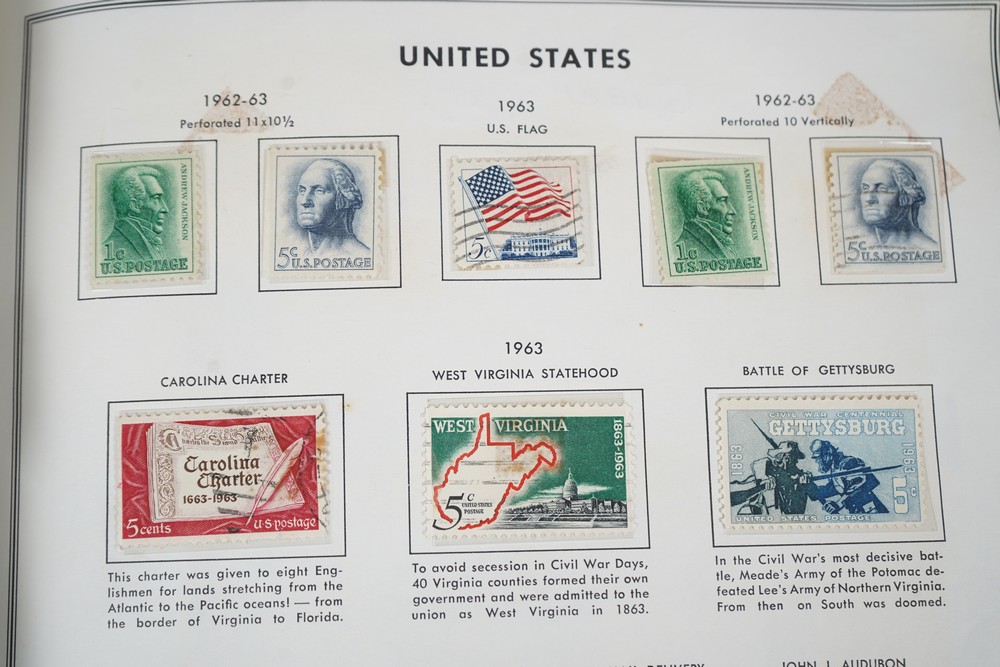 UNITED STATES
1962-63
Perforated 11x10½
1963
U.S. FLAG
1962-63
Perforated 10 Vertically
ANDREW JACKSON
1c
U.S.POSTAGE
5c
U.S.POSTAGE
5c
ANDREW JACKSON
1c
U.S.POSTAGE
5c
U.S.POSTAGE
1963
CAROLINA CHARTER
WEST VIRGINIA STATEHOOD
BATTLE OF GETTYSBURG
Carolina
Charter
1663-1963
5 cents
U.S. postage
WEST VIRGINIA
1863-1963
5c
UNITED STATES
POSTAGE
CIVIL WAR CENTENNIAL
GETTYSBURG
1863
1963
5c
UNITED STATES POSTAGE
This charter was given to eight Eng-
lishmen for lands stretching from the
Atlantic to the Pacific oceans! — from
the border of Virginia to Florida.
To avoid secession in Civil War Days,
40 Virginia counties formed their own
government and were admitted to the
union as West Virginia in 1863.
In the Civil War's most decisive bat-
tle, Meade's Army of the Potomac de-
feated Lee's Army of Northern Virginia.
From then on South was doomed.
DELIVERY
JOHN J. AUDUBON